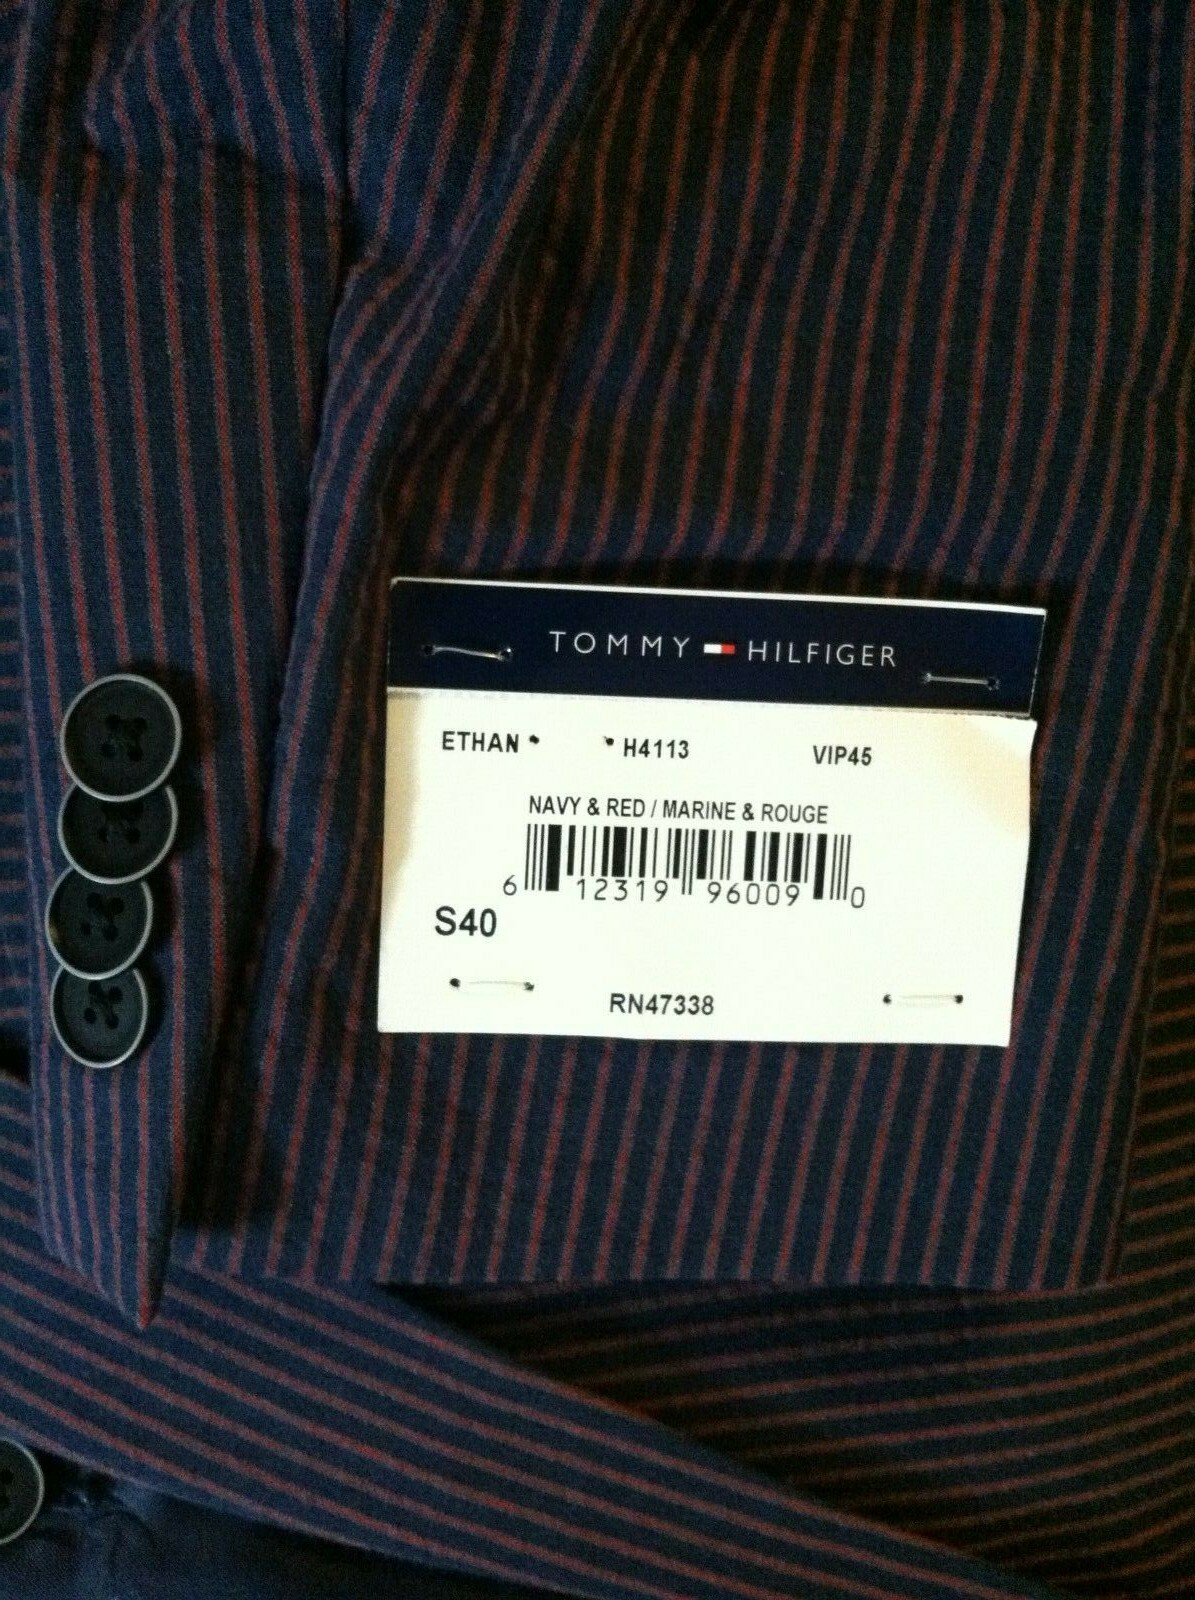 TOMMY HILFIGER
ETHAN H4113 VIP45
NAVY & RED / MARINE & ROUGE
6 12319 96009 0
S40
RN47338